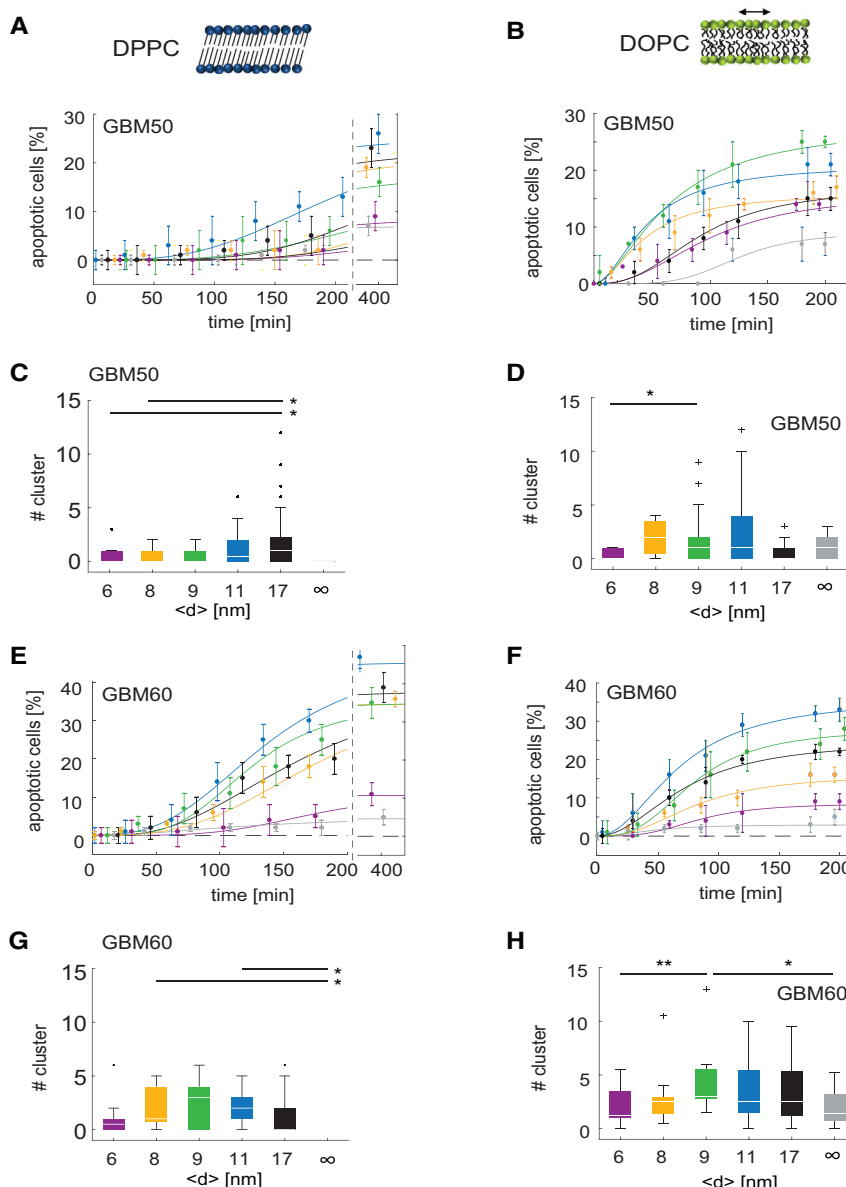 A
DPPC
B
DOPC
GBM50
apoptotic cells [%]
30
20
10
0
0
50
100
150
200
400
time [min]
GBM50
apoptotic cells [%]
30
25
20
15
10
5
0
50
100
150
200
time [min]
C
GBM50
# cluster
15
10
5
0
*
*
6
8
9
11
17
∞
<d> [nm]
D
GBM50
# cluster
15
10
5
0
*
6
8
9
11
17
∞
<d> [nm]
E
GBM60
apoptotic cells [%]
40
30
20
10
0
0
50
100
150
200
400
time [min]
F
GBM60
apoptotic cells [%]
40
30
20
10
0
0
50
100
150
200
time [min]
G
GBM60
# cluster
15
10
5
0
*
*
6
8
9
11
17
∞
<d> [nm]
H
GBM60
# cluster
15
10
5
0
**
*
6
8
9
11
17
∞
<d> [nm]